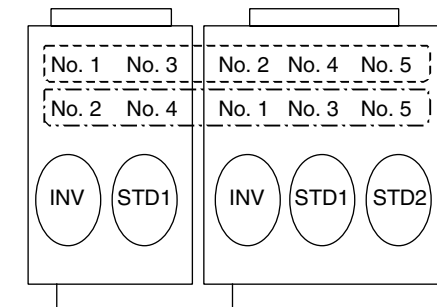 No. 1 No. 3 No. 2 No. 4 No. 5
No. 2 No. 4 No. 1 No. 3 No. 5
INV STD1 INV STD1 STD2